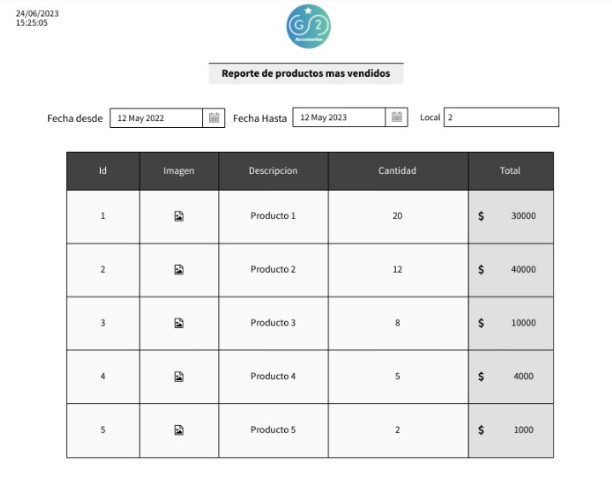 24/06/2023
15:25:05
G 2
Accesorios
Reporte de productos mas vendidos
Fecha desde 12 May 2022 Fecha Hasta 12 May 2023 Local 2
Id Imagen Descripcion Cantidad Total
1 Producto 1 20 $ 30000
2 Producto 2 12 $ 40000
3 Producto 3 8 $ 10000
4 Producto 4 5 $ 4000
5 Producto 5 2 $ 1000